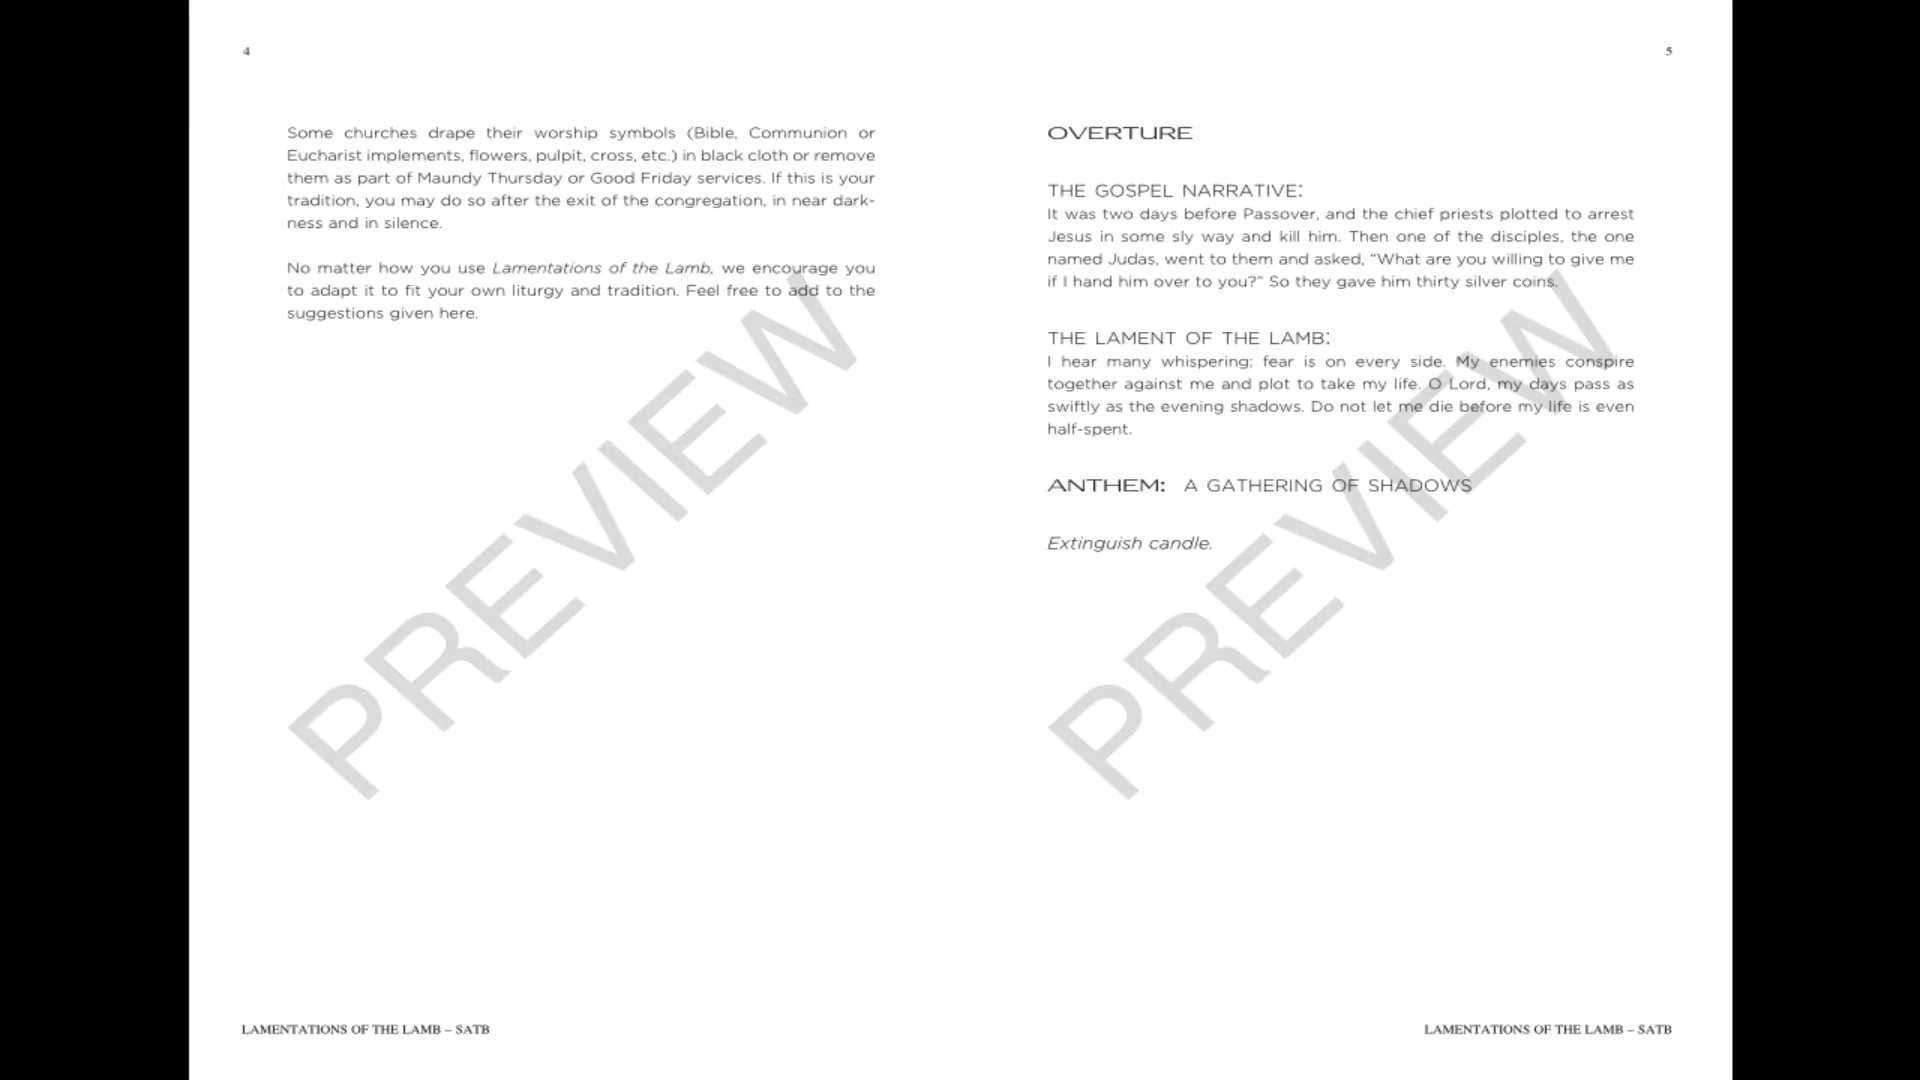 4
Some churches drape their worship symbols (Bible, Communion or
Eucharist implements, flowers, pulpit, cross, etc.) in black cloth or remove
them as part of Maundy Thursday or Good Friday services. If this is your
tradition, you may do so after the exit of the congregation, in near dark-
ness and in silence.
No matter how you use Lamentations of the Lamb, we encourage you
to adapt it to fit your own liturgy and tradition. Feel free to add to the
suggestions given here.
PREVIEW
LAMENTATIONS OF THE LAMB – SATB
5
OVERTURE
THE GOSPEL NARRATIVE:
It was two days before Passover, and the chief priests plotted to arrest
Jesus in some sly way and kill him. Then one of the disciples, the one
named Judas, went to them and asked, “What are you willing to give me
if I hand him over to you?” So they gave him thirty silver coins.
THE LAMENT OF THE LAMB:
I hear many whispering; fear is on every side. My enemies conspire
together against me and plot to take my life. O Lord, my days pass as
swiftly as the evening shadows. Do not let me die before my life is even
half-spent.
ANTHEM: A GATHERING OF SHADOWS
Extinguish candle.
PREVIEW
LAMENTATIONS OF THE LAMB – SATB